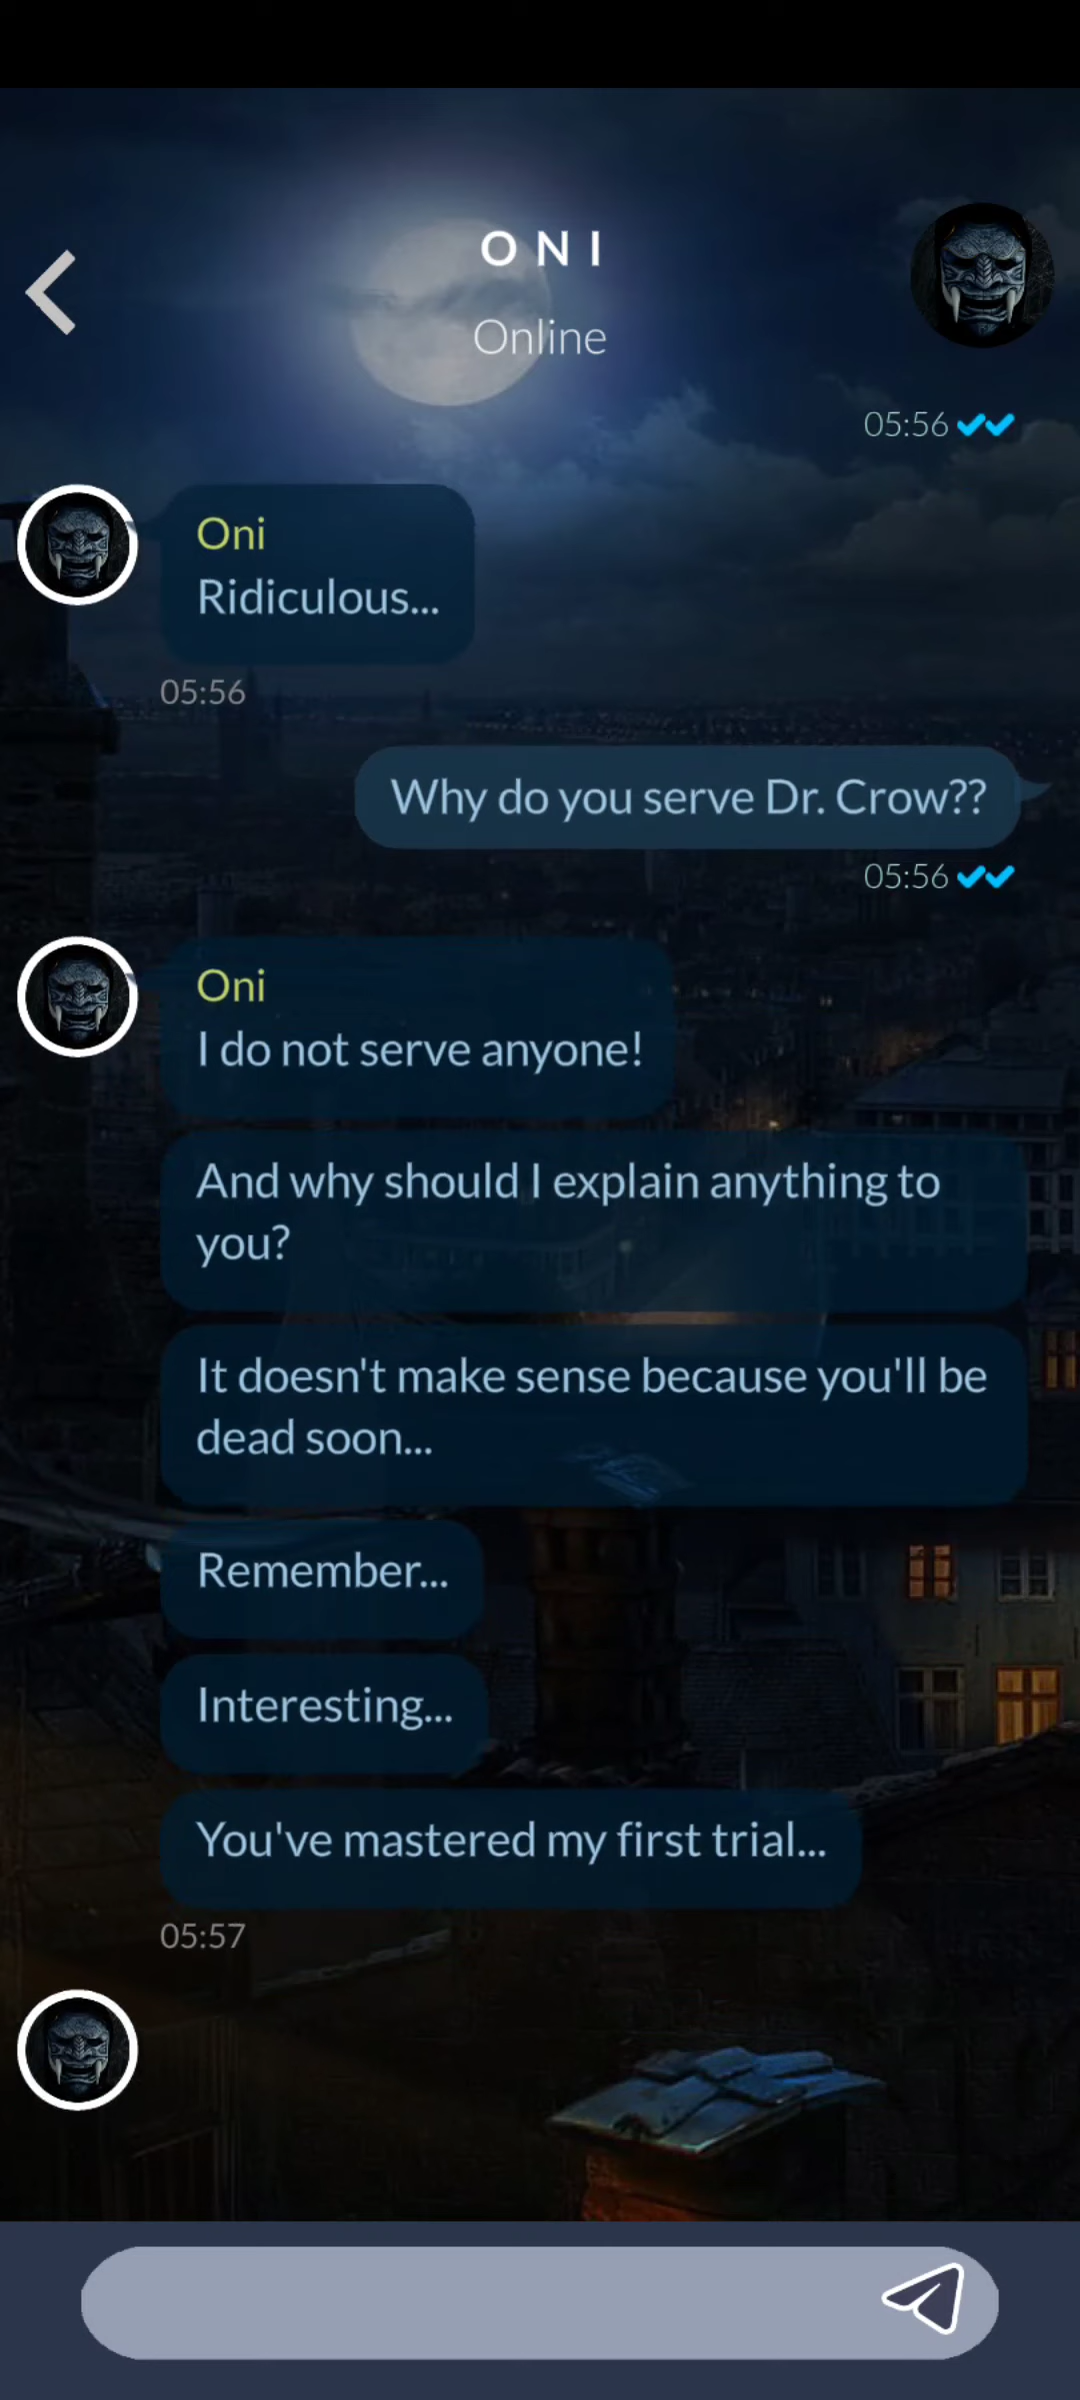 ONI
Online
05:56
Oni
Ridiculous...
05:56
Why do you serve Dr. Crow??
05:56
Oni
I do not serve anyone!
And why should I explain anything to
you?
It doesn't make sense because you'll be
dead soon...
Remember...
Interesting...
You've mastered my first trial...
05:57